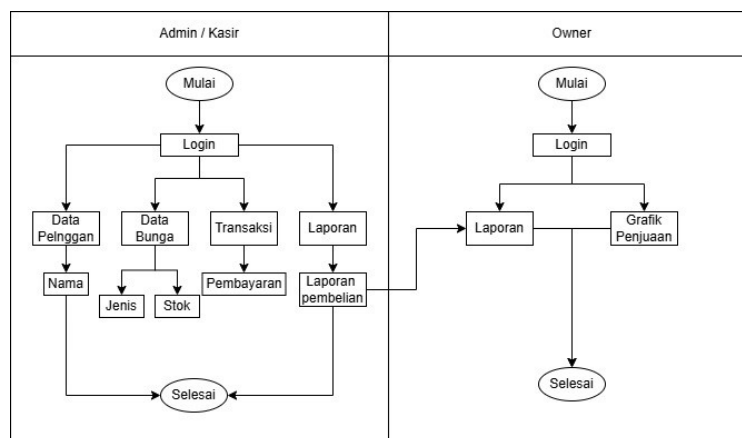 Admin / Kasir
Owner
Mulai
Mulai
Login
Login
Data
Pelnggan
Data
Bunga
Transaksi
Laporan
Laporan
Grafik
Penjuaan
Nama
Jenis
Stok
Pembayaran
Laporan
pembelian
Selesai
Selesai